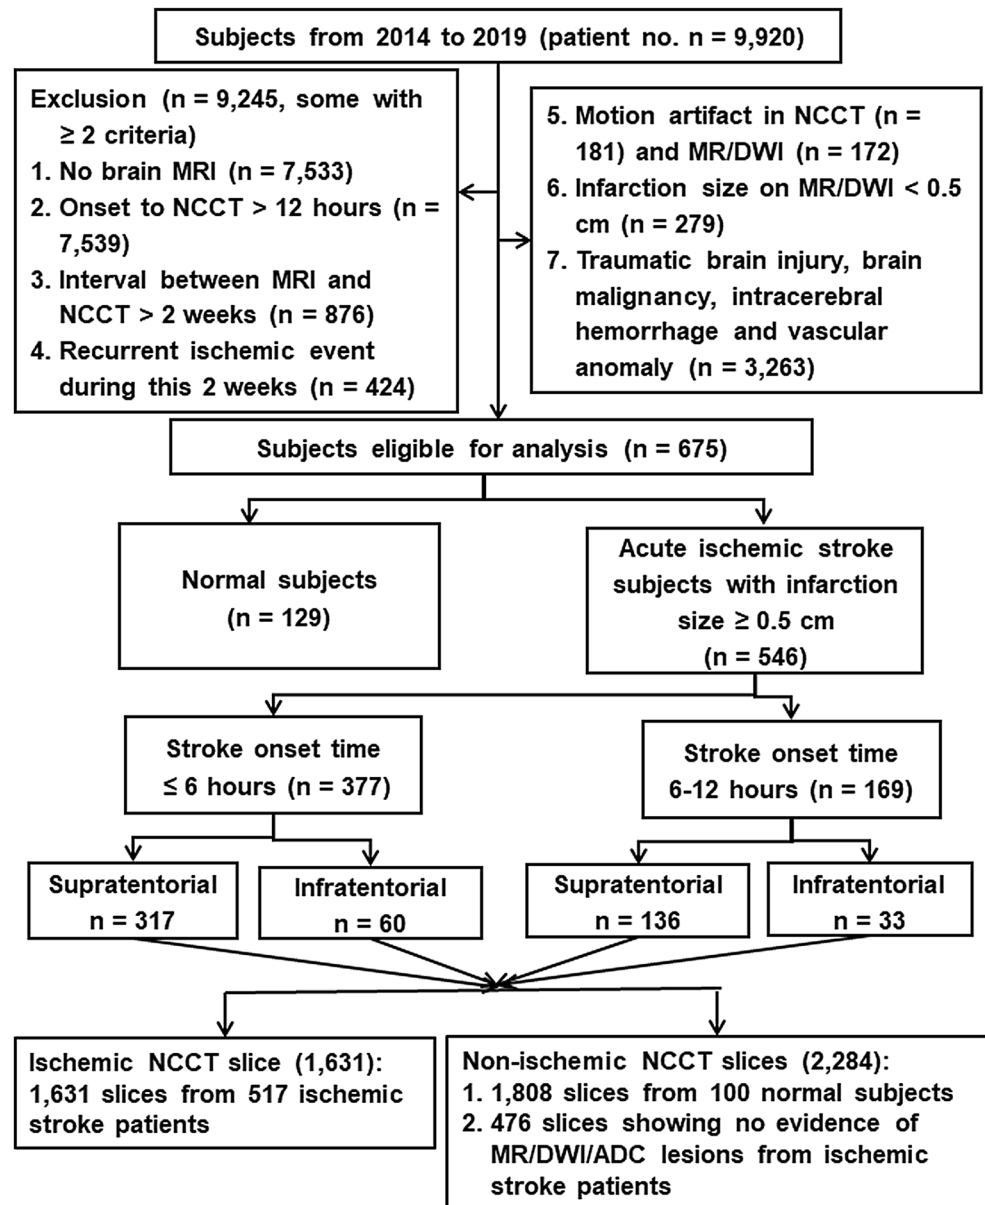 Subjects from 2014 to 2019 (patient no. n = 9,920)
Exclusion (n = 9,245, some with
≥ 2 criteria)
1. No brain MRI (n = 7,533)
2. Onset to NCCT > 12 hours (n =
7,539)
3. Interval between MRI and
NCCT > 2 weeks (n = 876)
4. Recurrent ischemic event
during this 2 weeks (n = 424)
5. Motion artifact in NCCT (n =
181) and MR/DWI (n = 172)
6. Infarction size on MR/DWI < 0.5
cm (n = 279)
7. Traumatic brain injury, brain
malignancy, intracerebral
hemorrhage and vascular
anomaly (n = 3,263)
Subjects eligible for analysis (n = 675)
Normal subjects
(n = 129)
Acute ischemic stroke
subjects with infarction
size ≥ 0.5 cm
(n = 546)
Stroke onset time
≤ 6 hours (n = 377)
Stroke onset time
6-12 hours (n = 169)
Supratentorial
n = 317
Infratentorial
n = 60
Supratentorial
n = 136
Infratentorial
n = 33
Ischemic NCCT slice (1,631):
1,631 slices from 517 ischemic
stroke patients
Non-ischemic NCCT slices (2,284):
1. 1,808 slices from 100 normal subjects
2. 476 slices showing no evidence of
MR/DWI/ADC lesions from ischemic
stroke patients